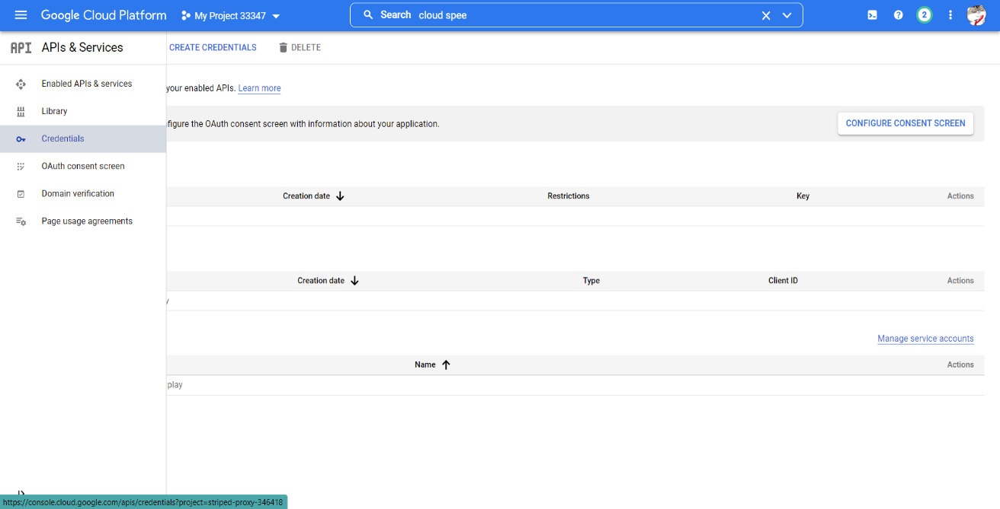 Google Cloud Platform My Project 33347 Search cloud spee 2
API APIs & Services CREATE CREDENTIALS DELETE
Enabled APIs & services
your enabled APIs. Learn more
Library
figure the OAuth consent screen with information about your application. CONFIGURE CONSENT SCREEN
Credentials
OAuth consent screen
Domain verification
Creation date Restrictions Key Actions
Page usage agreements
Creation date Type Client ID Actions
y
Manage service accounts
Name Actions
play
https://console.cloud.google.com/apis/credentials?project=striped-proxy-346418